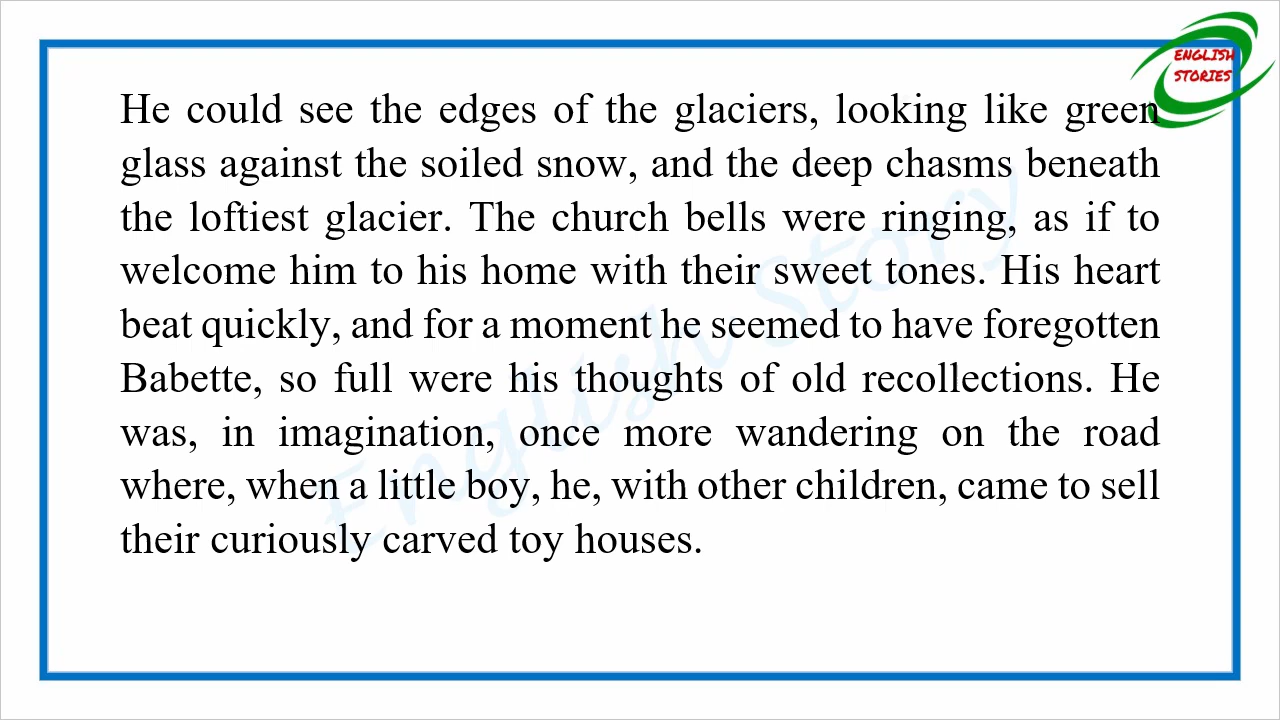 ENGLISH
STORIES
He could see the edges of the glaciers, looking like green
glass against the soiled snow, and the deep chasms beneath
the loftiest glacier. The church bells were ringing, as if to
welcome him to his home with their sweet tones. His heart
beat quickly, and for a moment he seemed to have foregotten
Babette, so full were his thoughts of old recollections. He
was, in imagination, once more wandering on the road
where, when a little boy, he, with other children, came to sell
their curiously carved toy houses.
English Story